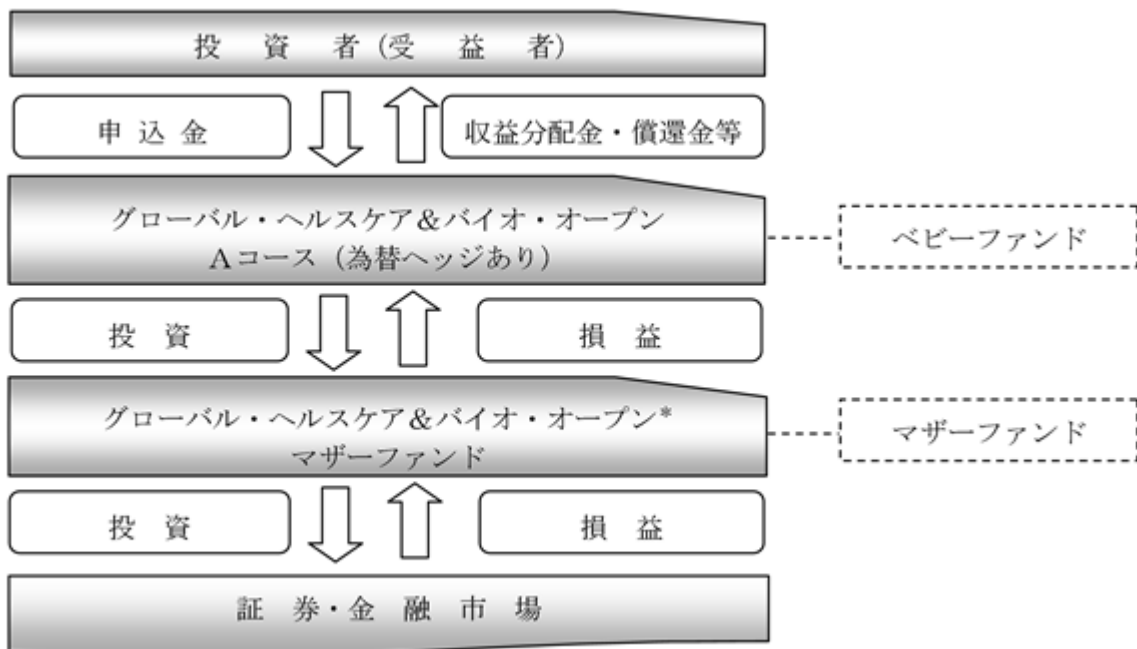 投資者(受益者)
申込金
収益分配金・償還金等
グローバル・ヘルスケア&バイオ・オープン
Aコース(為替ヘッジあり)
ベビーファンド
投資
損益
グローバル・ヘルスケア&バイオ・オープン*
マザーファンド
マザーファンド
投資
損益
証券・金融市場